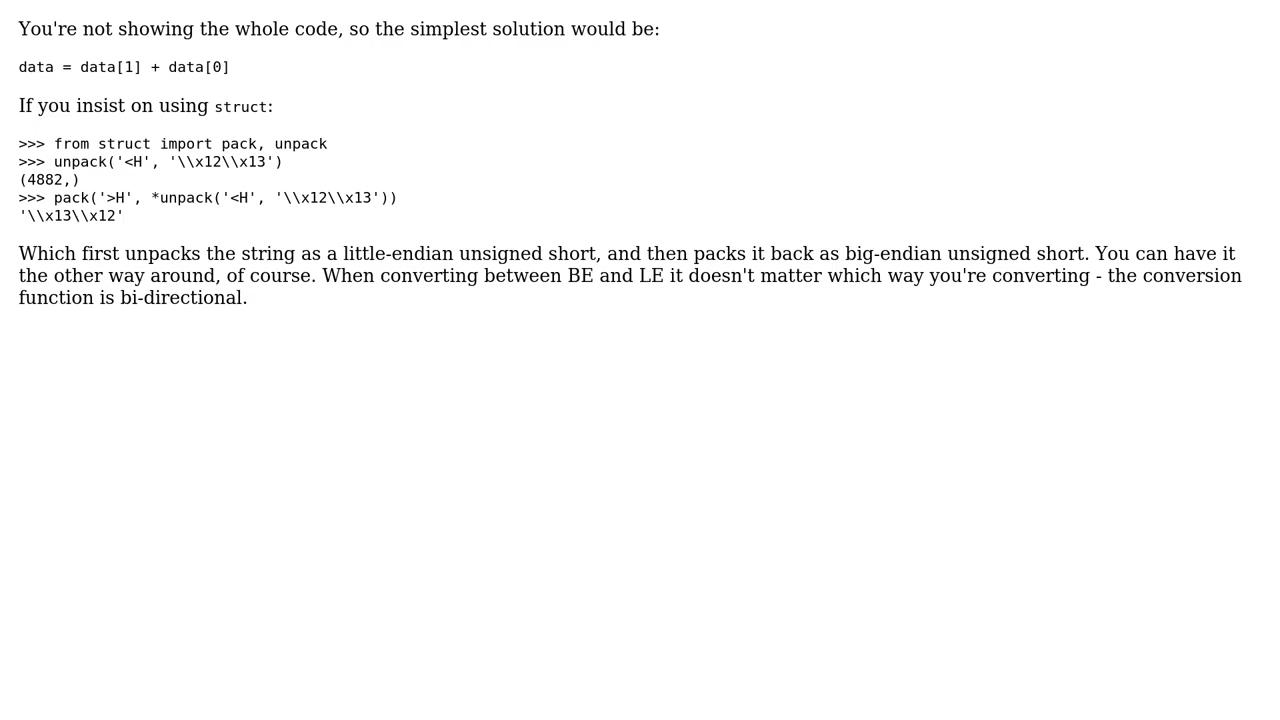 You're not showing the whole code, so the simplest solution would be:
data = data[1] + data[0]
If you insist on using struct:
>>> from struct import pack, unpack
>>> unpack('<H', '\\x12\\x13')
(4882,)
>>> pack('>H', *unpack('<H', '\\x12\\x13'))
'\\x13\\x12'
Which first unpacks the string as a little-endian unsigned short, and then packs it back as big-endian unsigned short. You can have it
the other way around, of course. When converting between BE and LE it doesn't matter which way you're converting - the conversion
function is bi-directional.